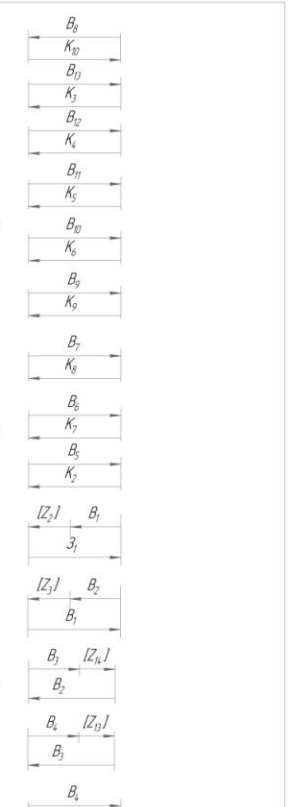 B₈
K₁₀
B₁₃
K₃
B₁₂
K₄
B₁₁
K₅
B₁₀
K₆
B₉
K₉
B₇
K₈
B₆
K₇
B₅
K₂
[Z₂] B₁
З₁
[Z₃] B₂
B₁
B₃ [Z₁₄]
B₂
B₄ [Z₁₃]
B₃
B₄